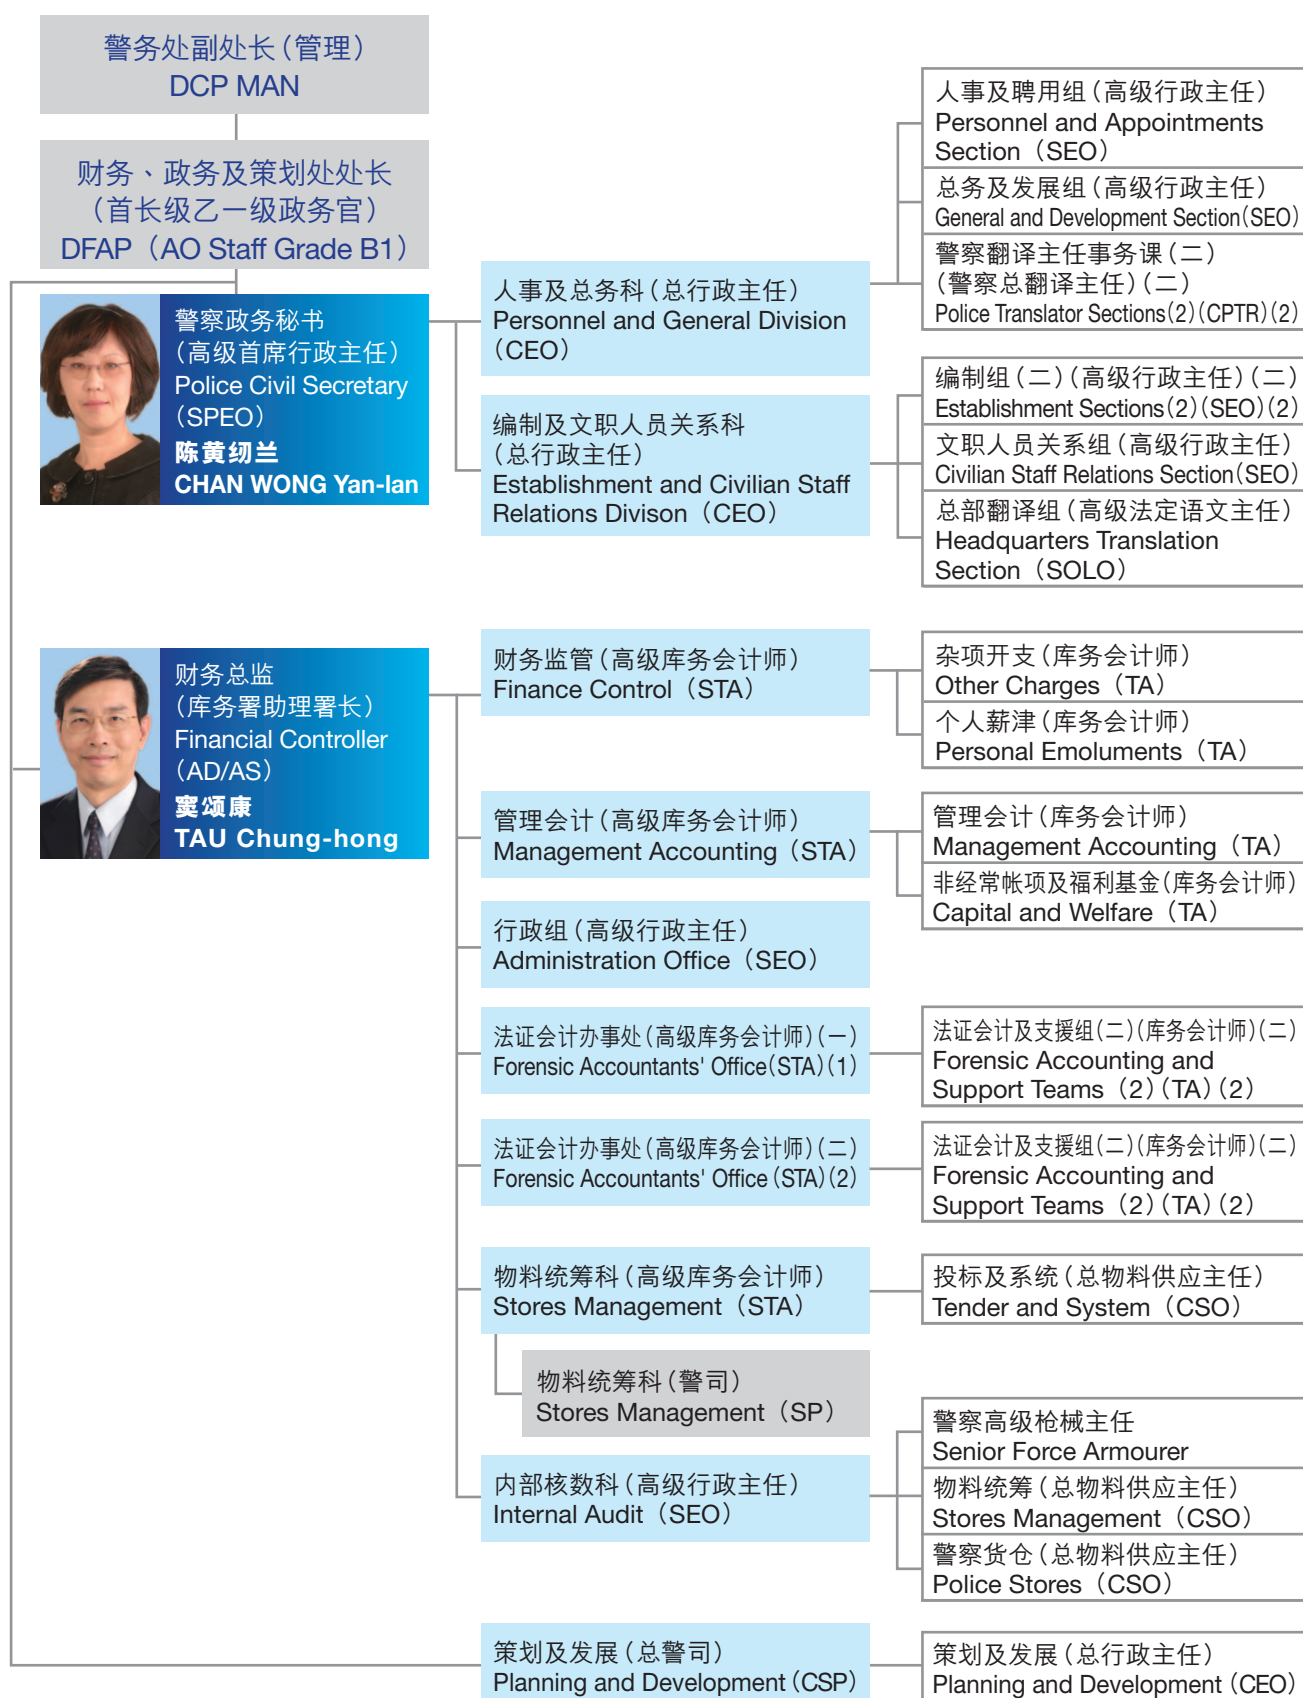 警务处副处长(管理)
DCP MAN
财务、政务及策划处处长
(首长级乙一级政务官)
DFAP (AO Staff Grade B1)
警察政务秘书
(高级首席行政主任)
Police Civil Secretary
(SPEO)
陈黄纫兰
CHAN WONG Yan-lan
人事及总务科(总行政主任)
Personnel and General Division
(CEO)
人事及聘用组(高级行政主任)
Personnel and Appointments
Section (SEO)
总务及发展组(高级行政主任)
General and Development Section(SEO)
警察翻译主任事务课(二)
(警察总翻译主任)(二)
Police Translator Sections(2)(CPTR)(2)
编制及文职人员关系科
(总行政主任)
Establishment and Civilian Staff
Relations Divison (CEO)
编制组(二)(高级行政主任)(二)
Establishment Sections(2)(SEO)(2)
文职人员关系组(高级行政主任)
Civilian Staff Relations Section(SEO)
总部翻译组(高级法定语文主任)
Headquarters Translation
Section (SOLO)
财务总监
(库务署助理署长)
Financial Controller
(AD/AS)
窦颂康
TAU Chung-hong
财务监管(高级库务会计师)
Finance Control (STA)
杂项开支(库务会计师)
Other Charges (TA)
个人薪津(库务会计师)
Personal Emoluments (TA)
管理会计(高级库务会计师)
Management Accounting (STA)
管理会计(库务会计师)
Management Accounting (TA)
非经常帐项及福利基金(库务会计师)
Capital and Welfare (TA)
行政组(高级行政主任)
Administration Office (SEO)
法证会计办事处(高级库务会计师)(一)
Forensic Accountants' Office(STA)(1)
法证会计及支援组(二)(库务会计师)(二)
Forensic Accounting and
Support Teams (2)(TA)(2)
法证会计办事处(高级库务会计师)(二)
Forensic Accountants' Office (STA)(2)
法证会计及支援组(二)(库务会计师)(二)
Forensic Accounting and
Support Teams (2)(TA)(2)
物料统筹科(高级库务会计师)
Stores Management (STA)
投标及系统(总物料供应主任)
Tender and System (CSO)
物料统筹科(警司)
Stores Management (SP)
内部核数科(高级行政主任)
Internal Audit (SEO)
警察高级枪械主任
Senior Force Armourer
物料统筹(总物料供应主任)
Stores Management (CSO)
警察货仓(总物料供应主任)
Police Stores (CSO)
策划及发展(总警司)
Planning and Development (CSP)
策划及发展(总行政主任)
Planning and Development (CEO)